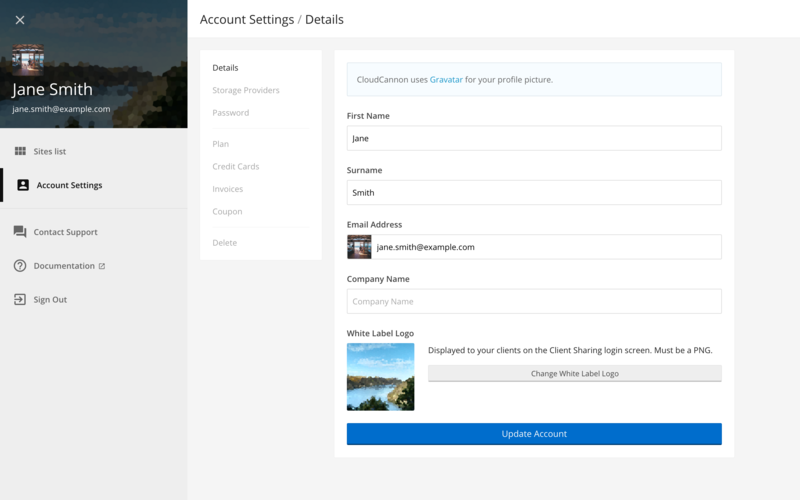 Jane Smith
jane.smith@example.com
Sites list
Account Settings
Contact Support
Documentation
Sign Out
Account Settings / Details
Details
Storage Providers
Password
Plan
Credit Cards
Invoices
Coupon
Delete
CloudCannon uses Gravatar for your profile picture.
First Name
Jane
Surname
Smith
Email Address
jane.smith@example.com
Company Name
Company Name
White Label Logo
Displayed to your clients on the Client Sharing login screen. Must be a PNG.
Change White Label Logo
Update Account